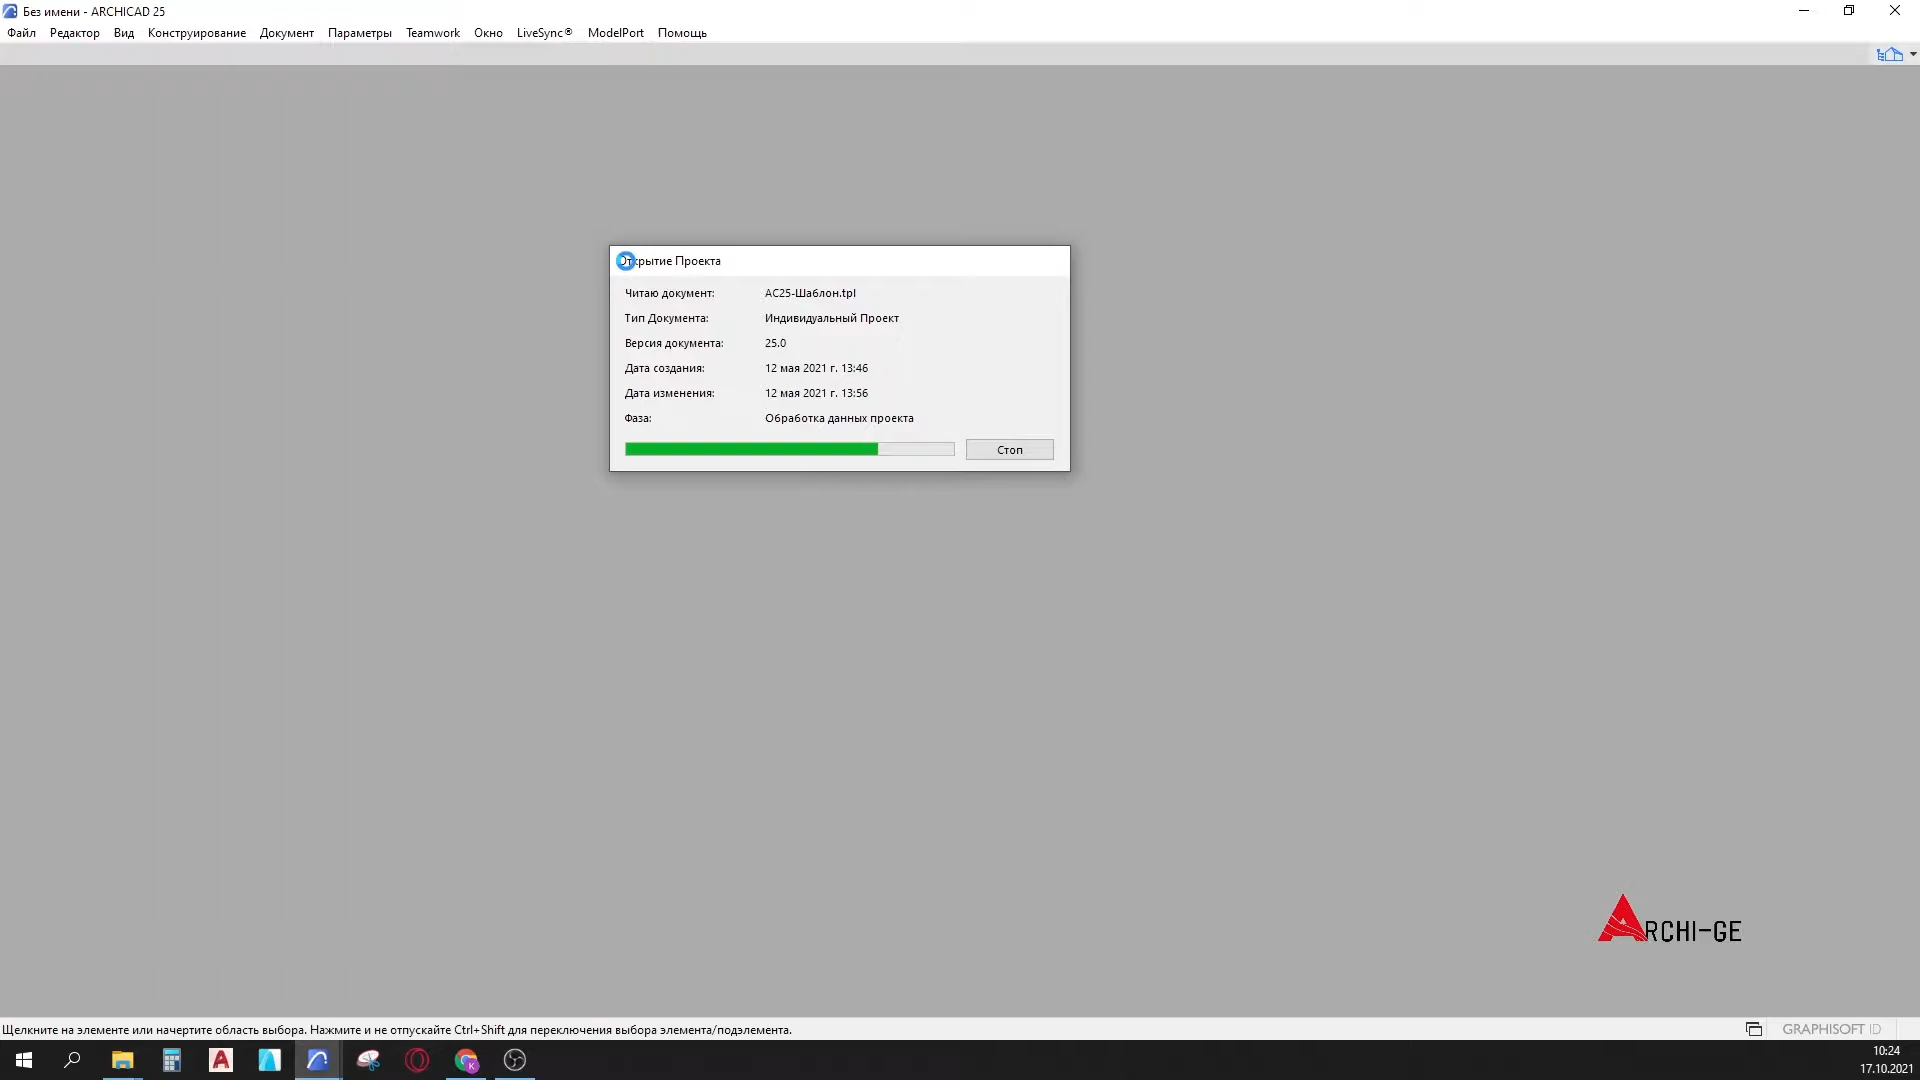 Без имени - ARCHICAD 25
Файл Редактор Вид Конструирование Документ Параметры Teamwork Окно LiveSync® ModelPort Помощь
Открытие Проекта
Читаю документ: AC25-Шаблон.tpl
Тип Документа: Индивидуальный Проект
Версия документа: 25.0
Дата создания: 12 мая 2021 г. 13:46
Дата изменения: 12 мая 2021 г. 13:56
Фаза: Обработка данных проекта
Стоп
ARCHI-GE
Щелкните на элементе или начертите область выбора. Нажмите и не отпускайте Ctrl+Shift для переключения выбора элемента/подэлемента.
GRAPHISOFT ID
10:24
17.10.2021